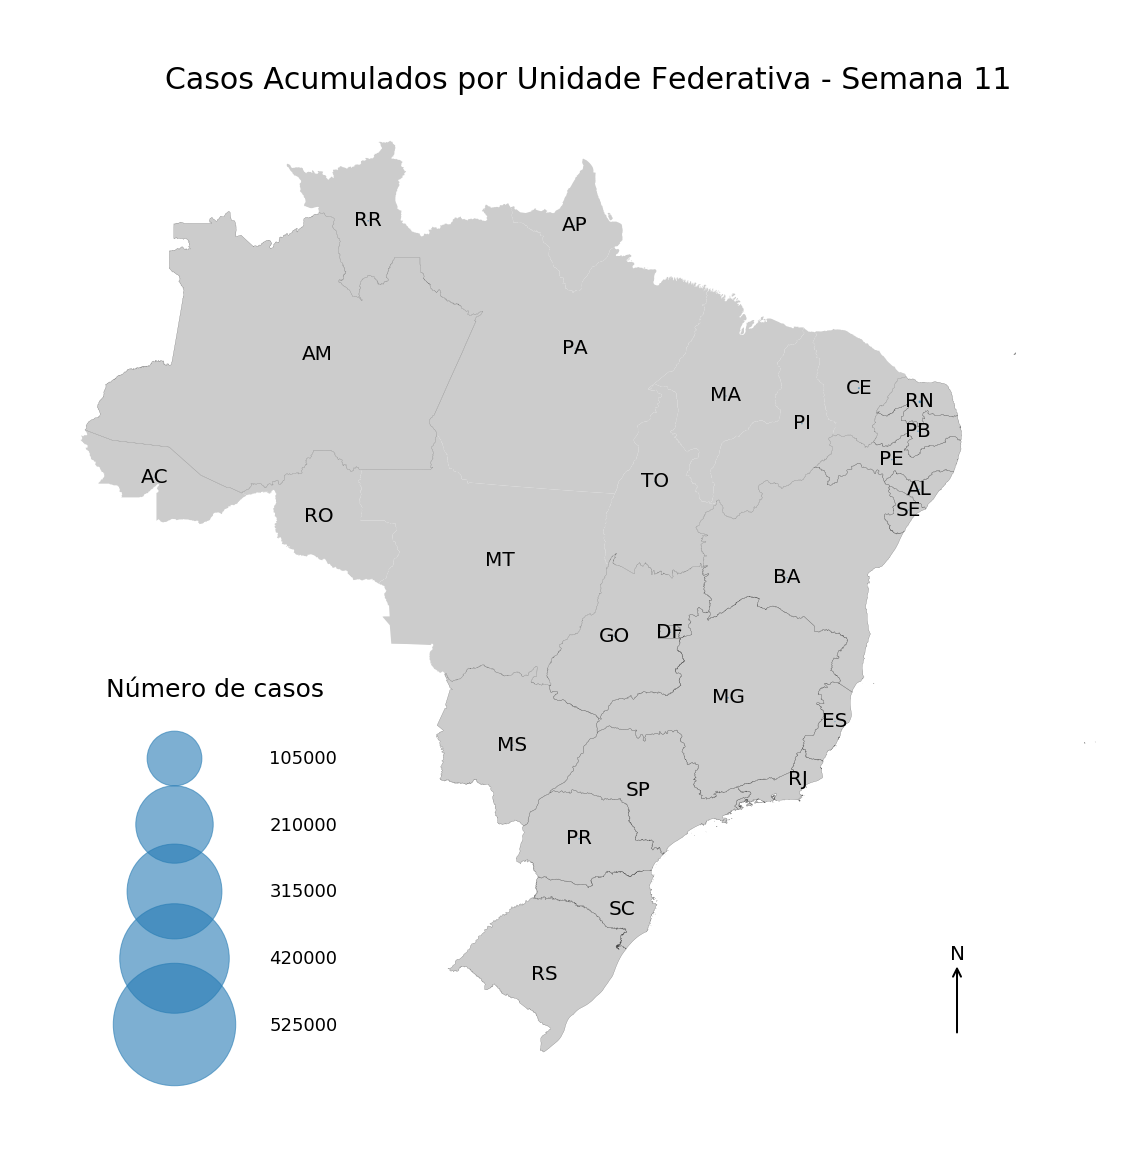 Casos Acumulados por Unidade Federativa - Semana 11
RR
AP
AM
PA
MA
CE
RN
PI
PB
PE
AC
TO
AL
SE
RO
MT
BA
GO
DF
Número de casos
MG
ES
MS
105000
RJ
SP
210000
PR
315000
SC
420000
N
RS
525000